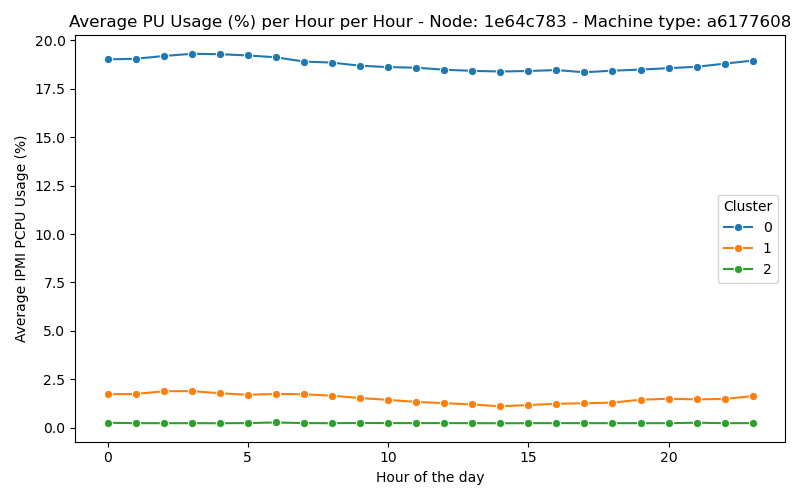 Average PU Usage (%) per Hour per Hour - Node: 1e64c783 - Machine type: a6177608
20.0
17.5
15.0
12.5
10.0
7.5
5.0
2.5
0.0
Average IPMI PCPU Usage (%)
Cluster
0
1
2
0 5 10 15 20
Hour of the day